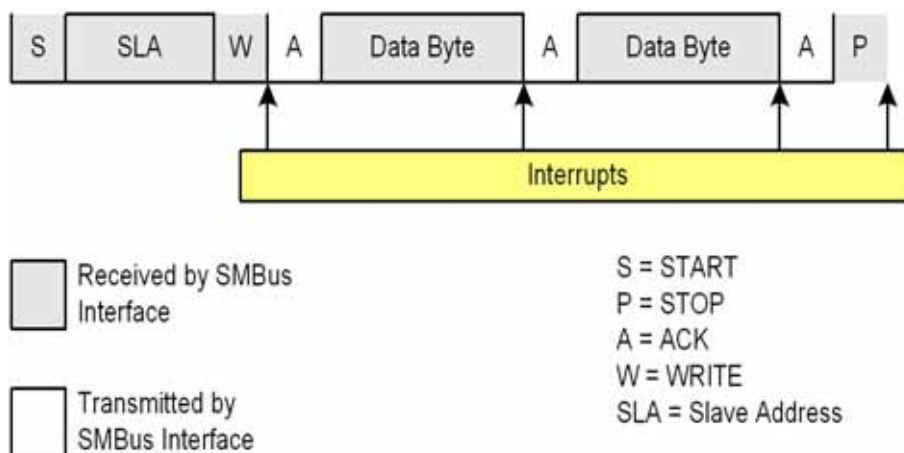 S SLA W A Data Byte A Data Byte A P
Interrupts
Received by SMBus
Interface
Transmitted by
SMBus Interface
S = START
P = STOP
A = ACK
W = WRITE
SLA = Slave Address